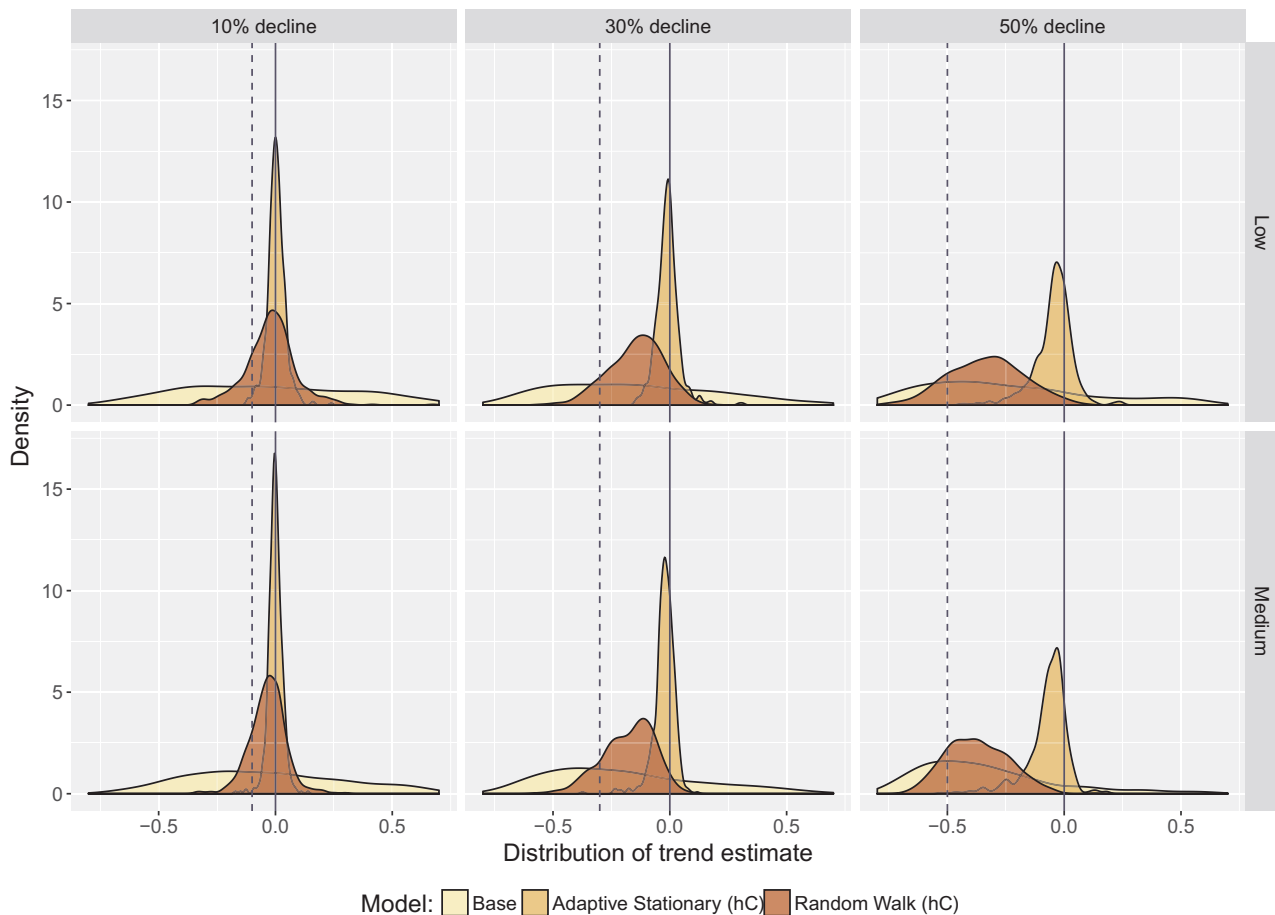 10% decline 30% decline 50% decline
15
10
5
0
Low
Density
15
10
5
0
Medium
−0.5 0.0 0.5 −0.5 0.0 0.5 −0.5 0.0 0.5
Distribution of trend estimate
Model: Base Adaptive Stationary (hC) Random Walk (hC)